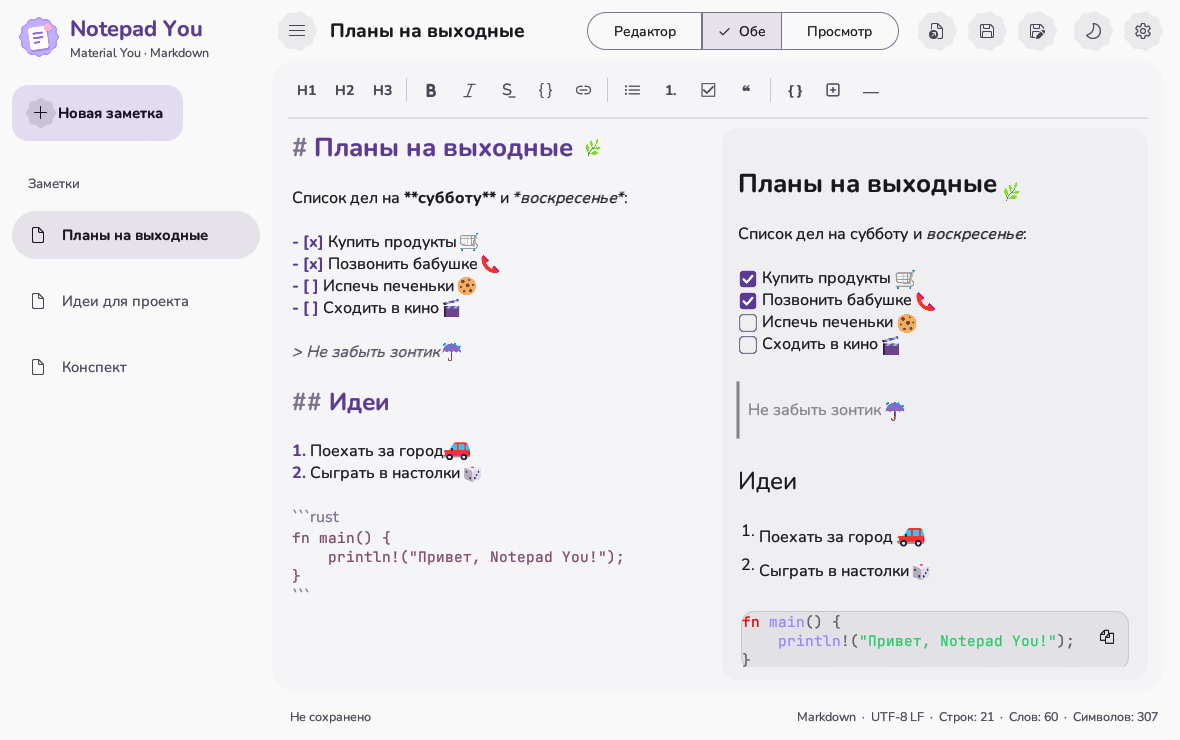 Notepad You
Material You · Markdown
Новая заметка
Заметки
Планы на выходные
Идеи для проекта
Конспект
Планы на выходные
Редактор
Обе
Просмотр
H1 H2 H3 B I S {} 1. ❝ {} —
# Планы на выходные 🌿
Список дел на **субботу** и *воскресенье*:
- [x] Купить продукты 🛒
- [x] Позвонить бабушке 📞
- [ ] Испечь печеньки 🍪
- [ ] Сходить в кино 🎬
> Не забыть зонтик ☂️
## Идеи
1. Поехать за город 🚗
2. Сыграть в настолки 🎲
```rust
fn main() {
    println!("Привет, Notepad You!");
}
```
Планы на выходные 🌿
Список дел на субботу и воскресенье:
Купить продукты 🛒
Позвонить бабушке 📞
Испечь печеньки 🍪
Сходить в кино 🎬
Не забыть зонтик ☂️
Идеи
1. Поехать за город 🚗
2. Сыграть в настолки 🎲
fn main() {
    println!("Привет, Notepad You!");
}
Не сохранено
Markdown · UTF-8 LF · Строк: 21 · Слов: 60 · Символов: 307